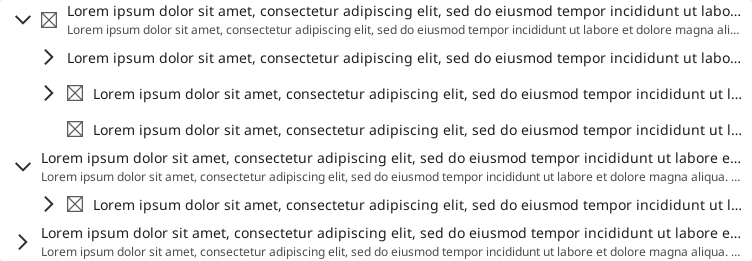 Lorem ipsum dolor sit amet, consectetur adipiscing elit, sed do eiusmod tempor incididunt ut labo...
Lorem ipsum dolor sit amet, consectetur adipiscing elit, sed do eiusmod tempor incididunt ut labore et dolore magna ali...
Lorem ipsum dolor sit amet, consectetur adipiscing elit, sed do eiusmod tempor incididunt ut labo...
Lorem ipsum dolor sit amet, consectetur adipiscing elit, sed do eiusmod tempor incididunt ut l...
Lorem ipsum dolor sit amet, consectetur adipiscing elit, sed do eiusmod tempor incididunt ut l...
Lorem ipsum dolor sit amet, consectetur adipiscing elit, sed do eiusmod tempor incididunt ut labore e...
Lorem ipsum dolor sit amet, consectetur adipiscing elit, sed do eiusmod tempor incididunt ut labore et dolore magna aliqua. ...
Lorem ipsum dolor sit amet, consectetur adipiscing elit, sed do eiusmod tempor incididunt ut l...
Lorem ipsum dolor sit amet, consectetur adipiscing elit, sed do eiusmod tempor incididunt ut labore e...
Lorem ipsum dolor sit amet, consectetur adipiscing elit, sed do eiusmod tempor incididunt ut labore et dolore magna aliqua. ...